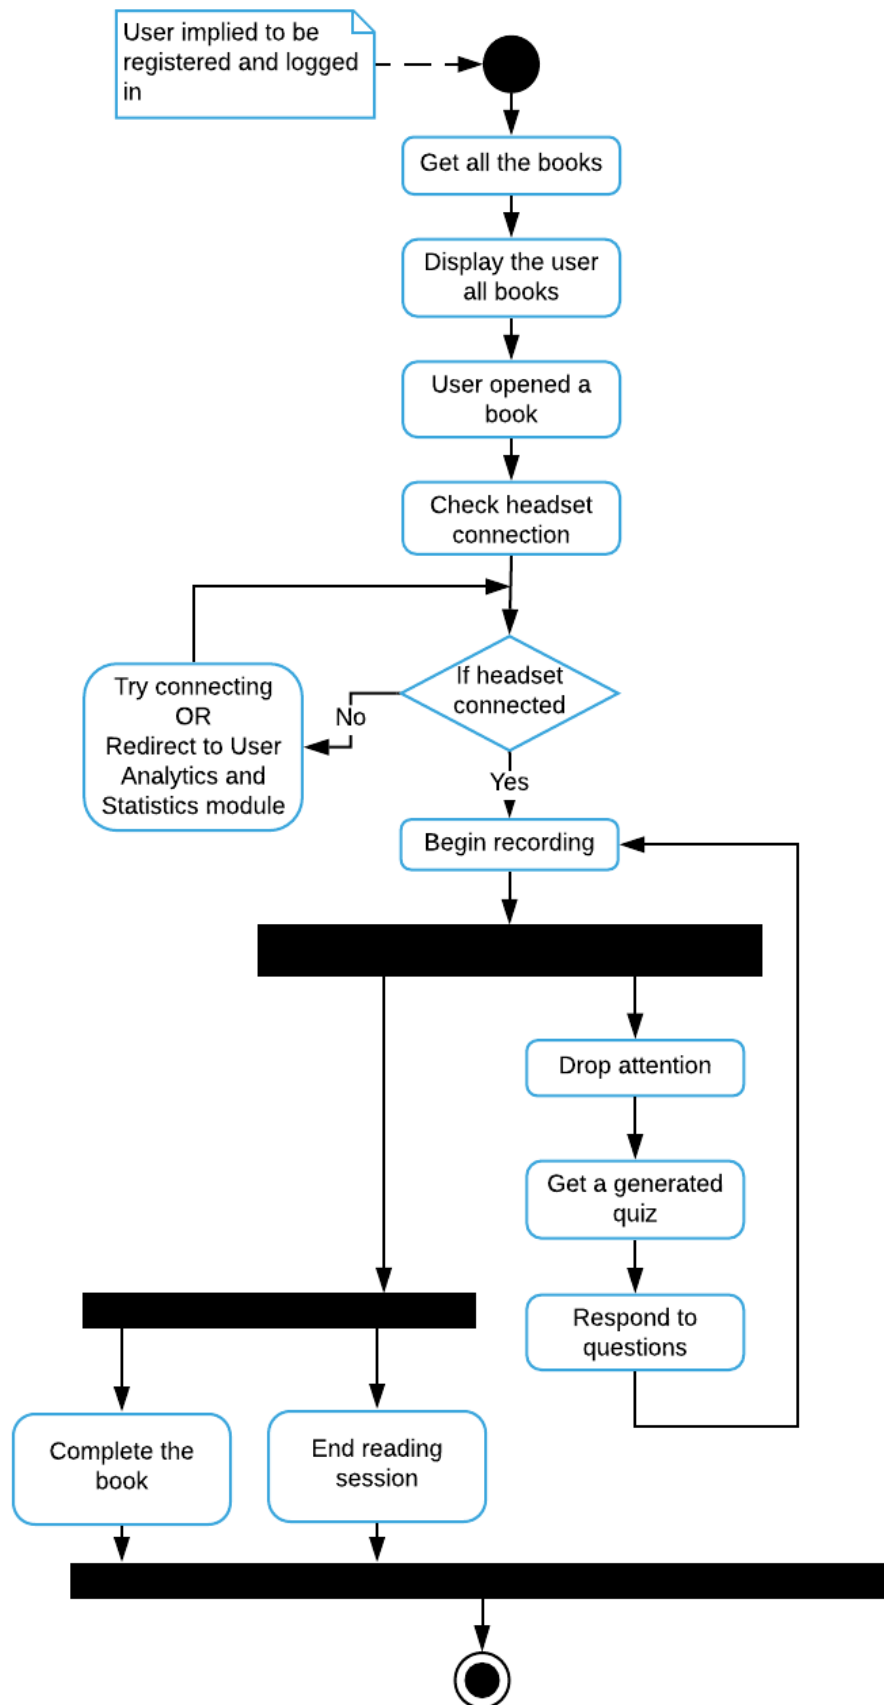 User implied to be
registered and logged
in
Get all the books
Display the user
all books
User opened a
book
Check headset
connection
If headset
connected
Try connecting
OR
Redirect to User
Analytics and
Statistics module
No
Yes
Begin recording
Drop attention
Get a generated
quiz
Respond to
questions
Complete the
book
End reading
session